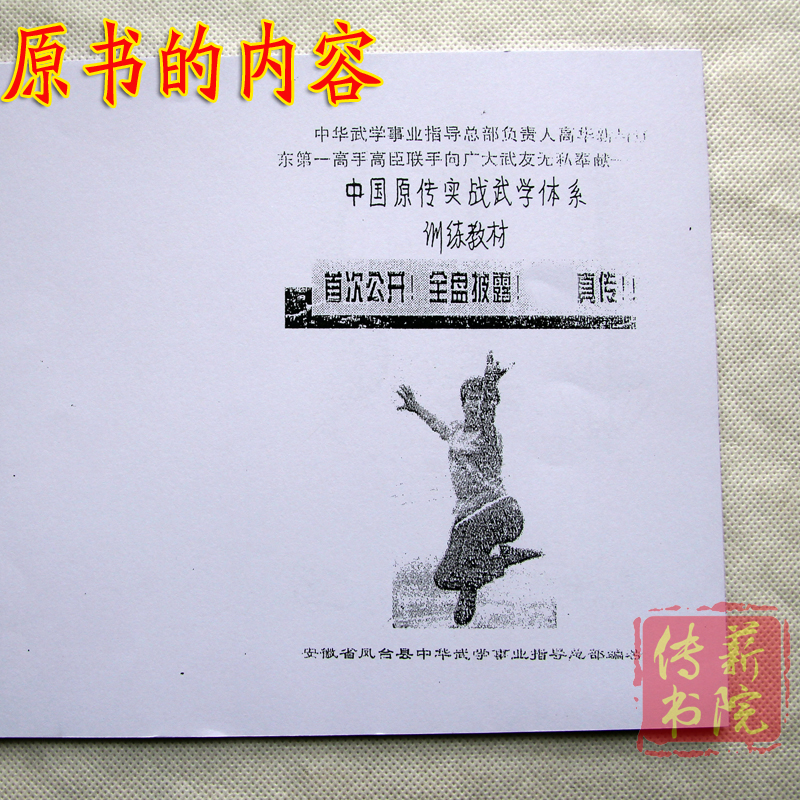 原书的内容
中华武学事业指导总部负责人高华
东第一高手高臣联手向广大武友无私奉献
中国原传实战武学体系
训练教材
首次公开！全盘披露！ 真传！！
安徽省凤台县中华武学事业指导总部编
薪传书院